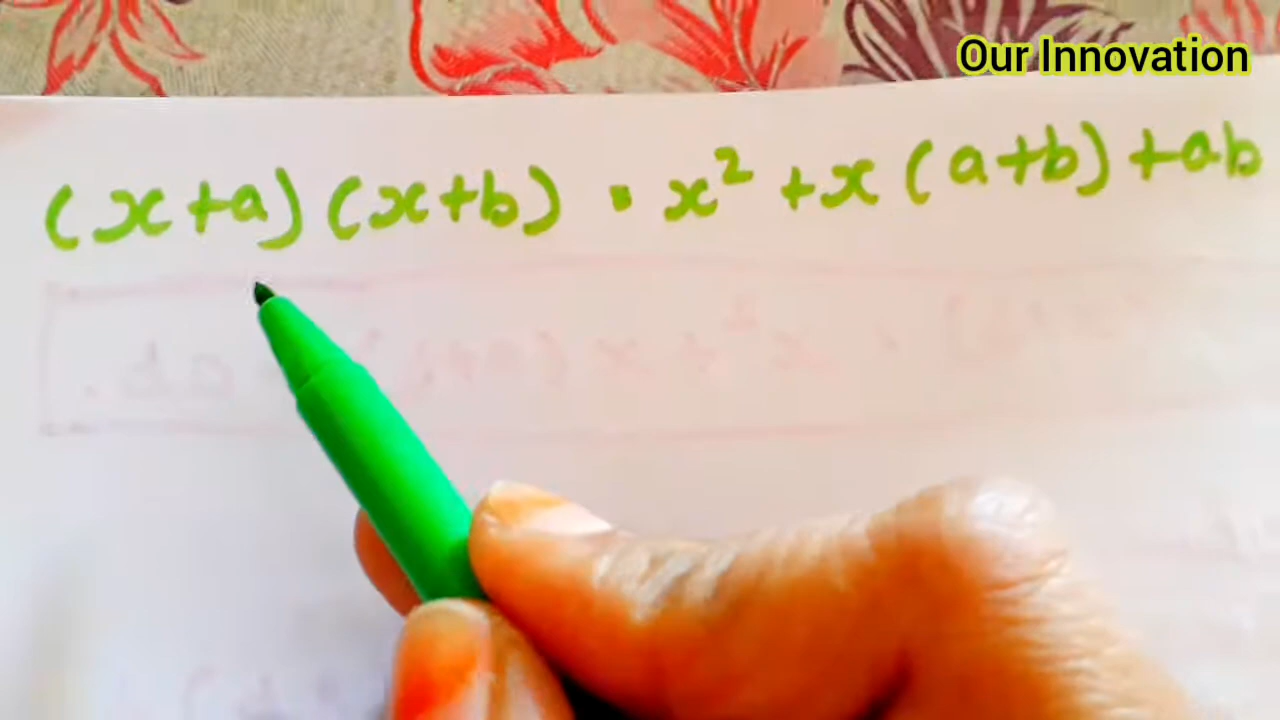 Our Innovation
(x+a)(x+b) = x² + x(a+b) + ab